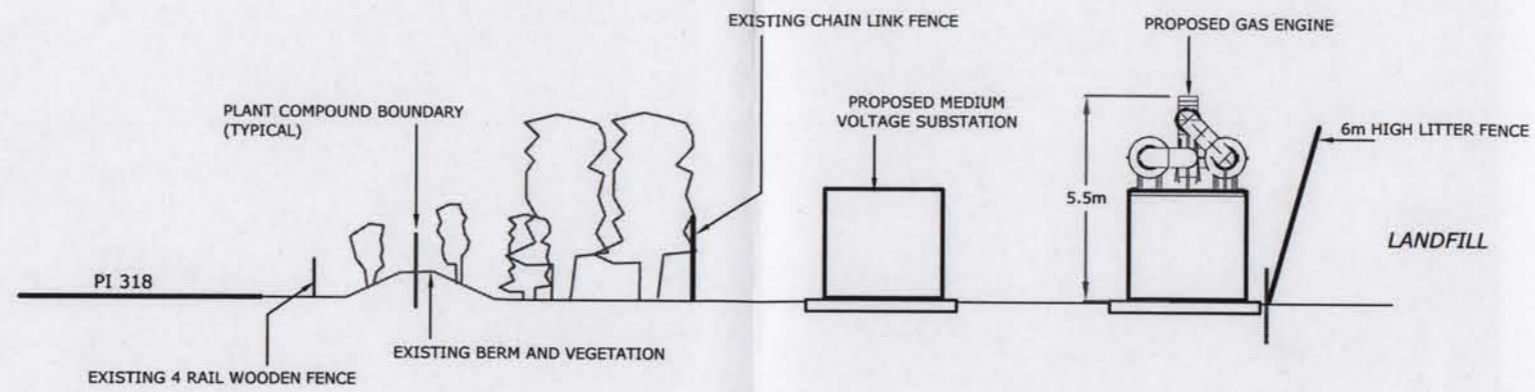 EXISTING CHAIN LINK FENCE
PROPOSED GAS ENGINE
PLANT COMPOUND BOUNDARY
(TYPICAL)
PROPOSED MEDIUM
VOLTAGE SUBSTATION
6m HIGH LITTER FENCE
5.5m
LANDFILL
PI 318
EXISTING BERM AND VEGETATION
EXISTING 4 RAIL WOODEN FENCE